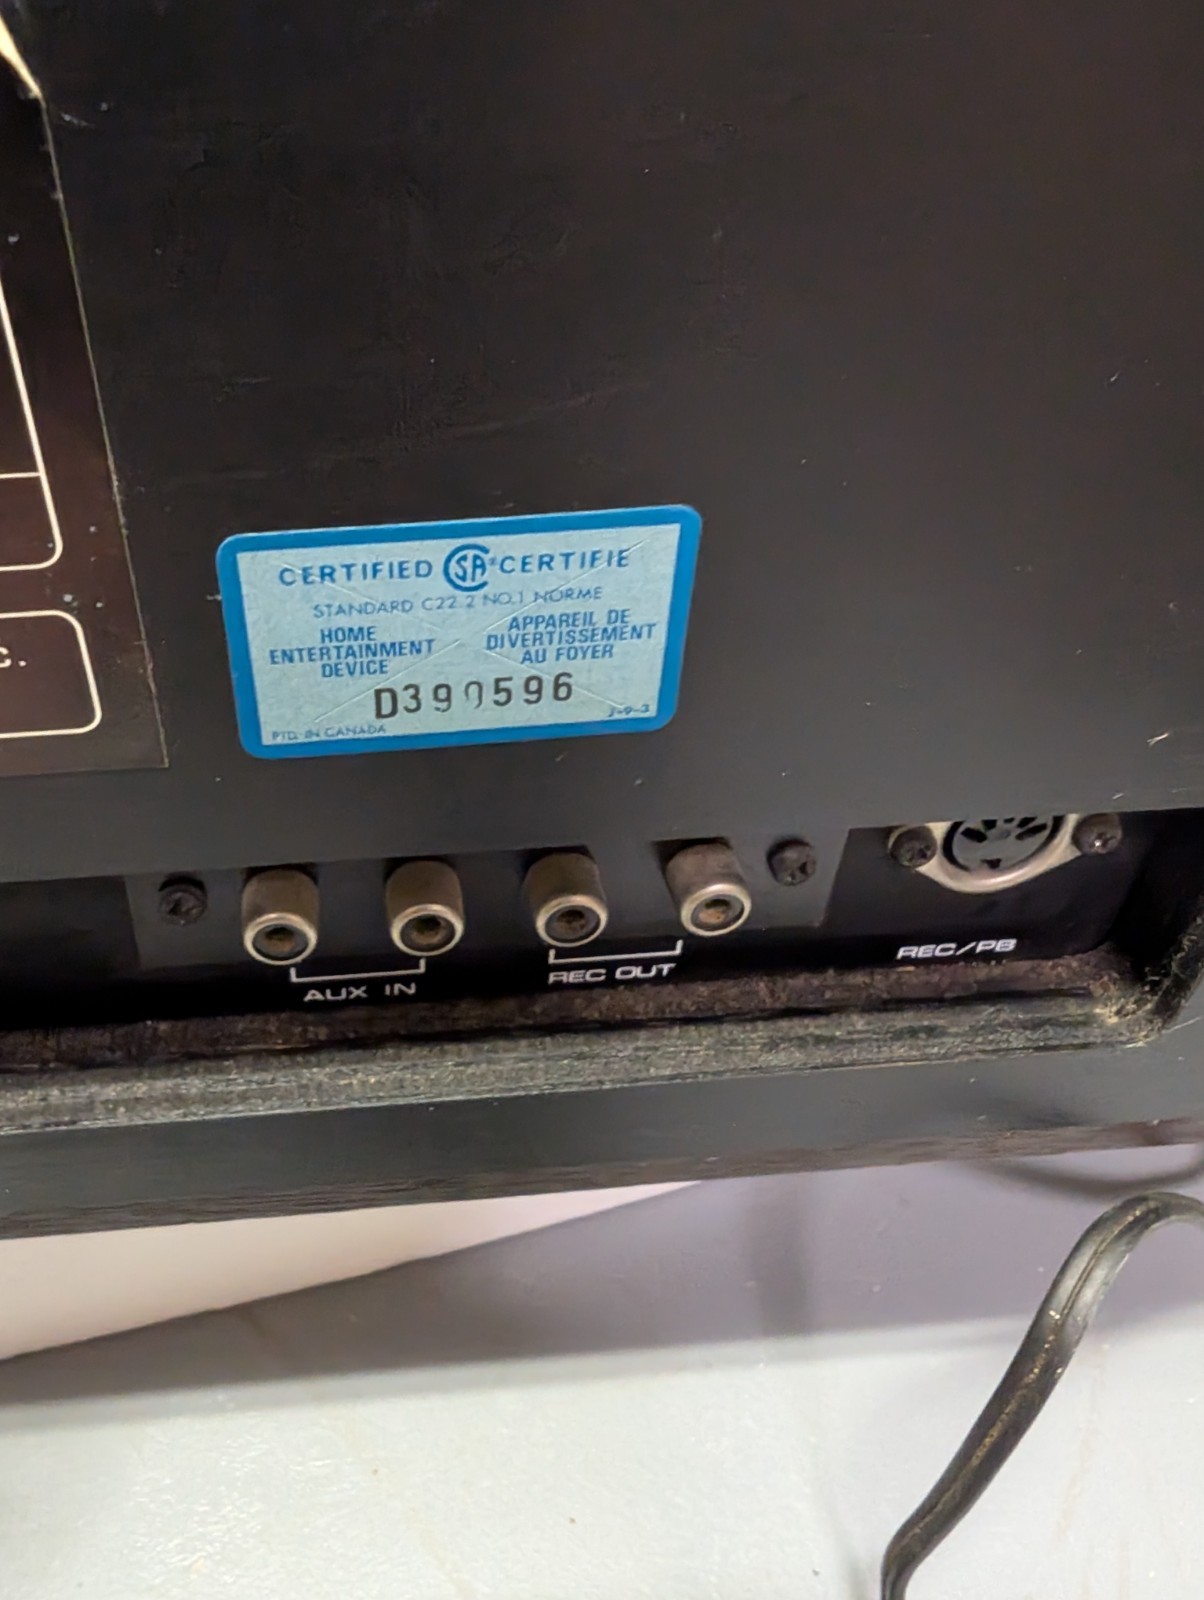 C.
CERTIFIED SA® CERTIFIE
STANDARD C22.2 NO.1 NORME
HOME
ENTERTAINMENT
DEVICE
APPAREIL DE
DIVERTISSEMENT
AU FOYER
D390596
PTD. IN CANADA
AUX IN
REC OUT
REC/PB